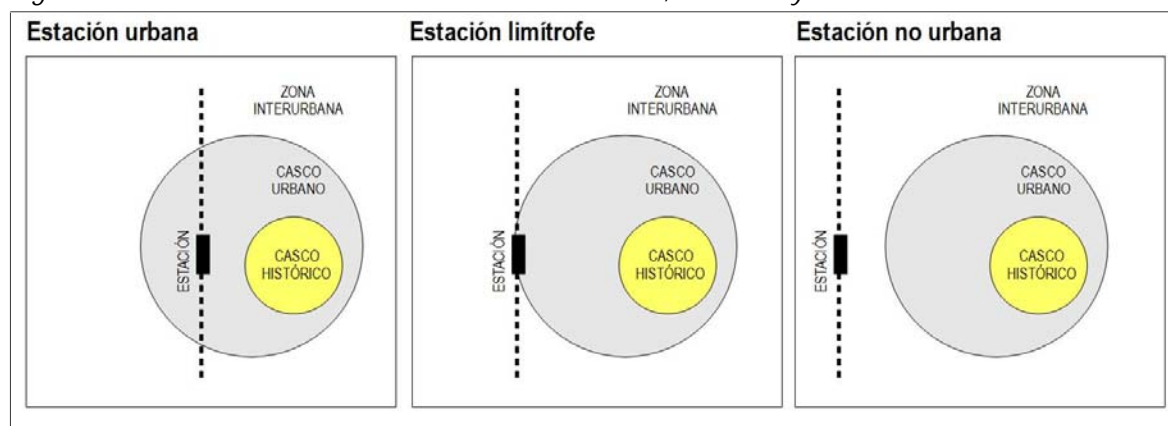 Estación urbana
ZONA
INTERURBANA
CASCO
URBANO
ESTACIÓN
CASCO
HISTÓRICO
Estación limítrofe
ZONA
INTERURBANA
CASCO
URBANO
ESTACIÓN
CASCO
HISTÓRICO
Estación no urbana
ZONA
INTERURBANA
CASCO
URBANO
ESTACIÓN
CASCO
HISTÓRICO